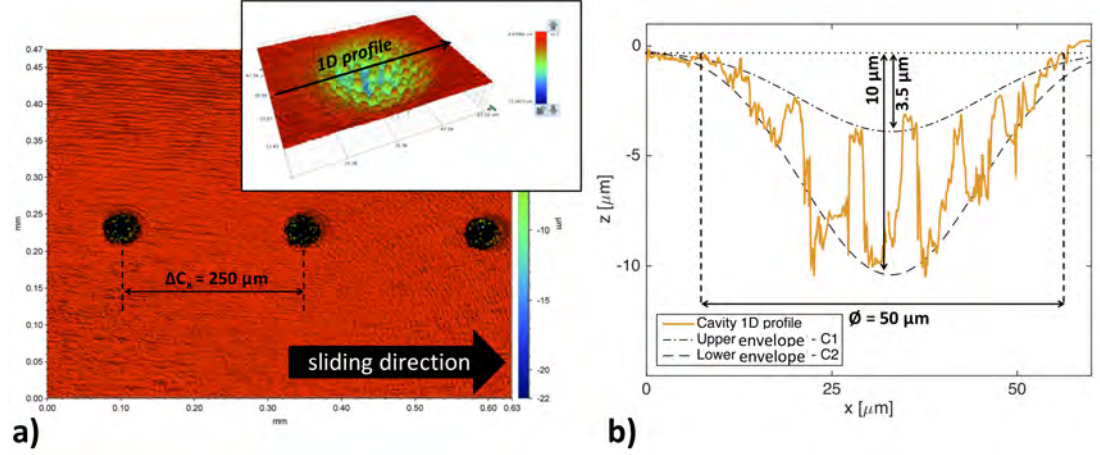 1D profile
0.47
0.45
0.40
0.35
0.30
0.25
0.20
0.15
0.10
0.05
0.00
mm
0.00
0.10
0.20
0.30
0.40
0.50
0.60
0.63
mm
ΔCₓ = 250 µm
sliding direction
µm
-10
-15
-20
-22
a)
0
-5
-10
z [µm]
10 µm
3.5 µm
Ø = 50 µm
Cavity 1D profile
Upper envelope - C1
Lower envelope - C2
0
25
50
x [µm]
b)